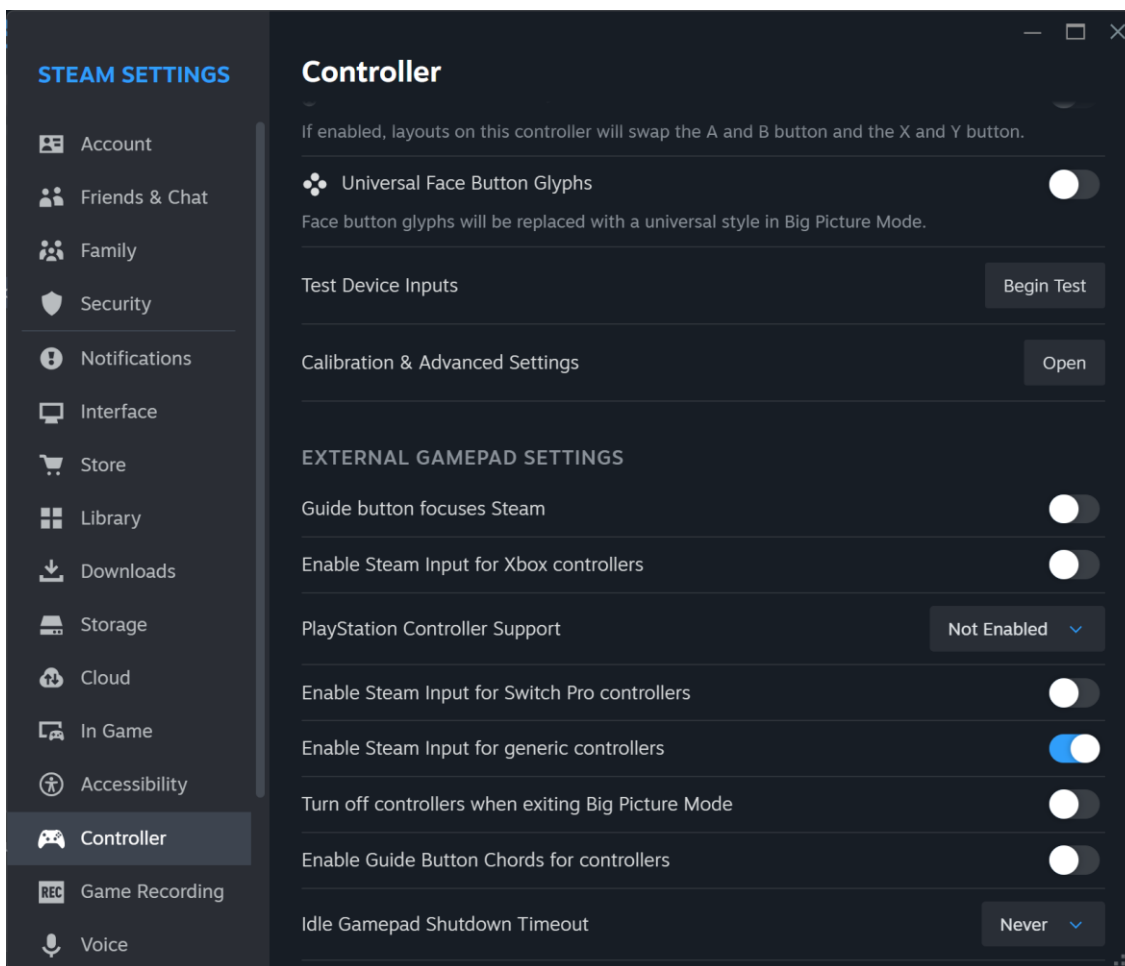 STEAM SETTINGS
Account
Friends & Chat
Family
Security
Notifications
Interface
Store
Library
Downloads
Storage
Cloud
In Game
Accessibility
Controller
REC Game Recording
Voice
Controller
If enabled, layouts on this controller will swap the A and B button and the X and Y button.
Universal Face Button Glyphs
Face button glyphs will be replaced with a universal style in Big Picture Mode.
Test Device Inputs Begin Test
Calibration & Advanced Settings Open
EXTERNAL GAMEPAD SETTINGS
Guide button focuses Steam
Enable Steam Input for Xbox controllers
PlayStation Controller Support Not Enabled
Enable Steam Input for Switch Pro controllers
Enable Steam Input for generic controllers
Turn off controllers when exiting Big Picture Mode
Enable Guide Button Chords for controllers
Idle Gamepad Shutdown Timeout Never